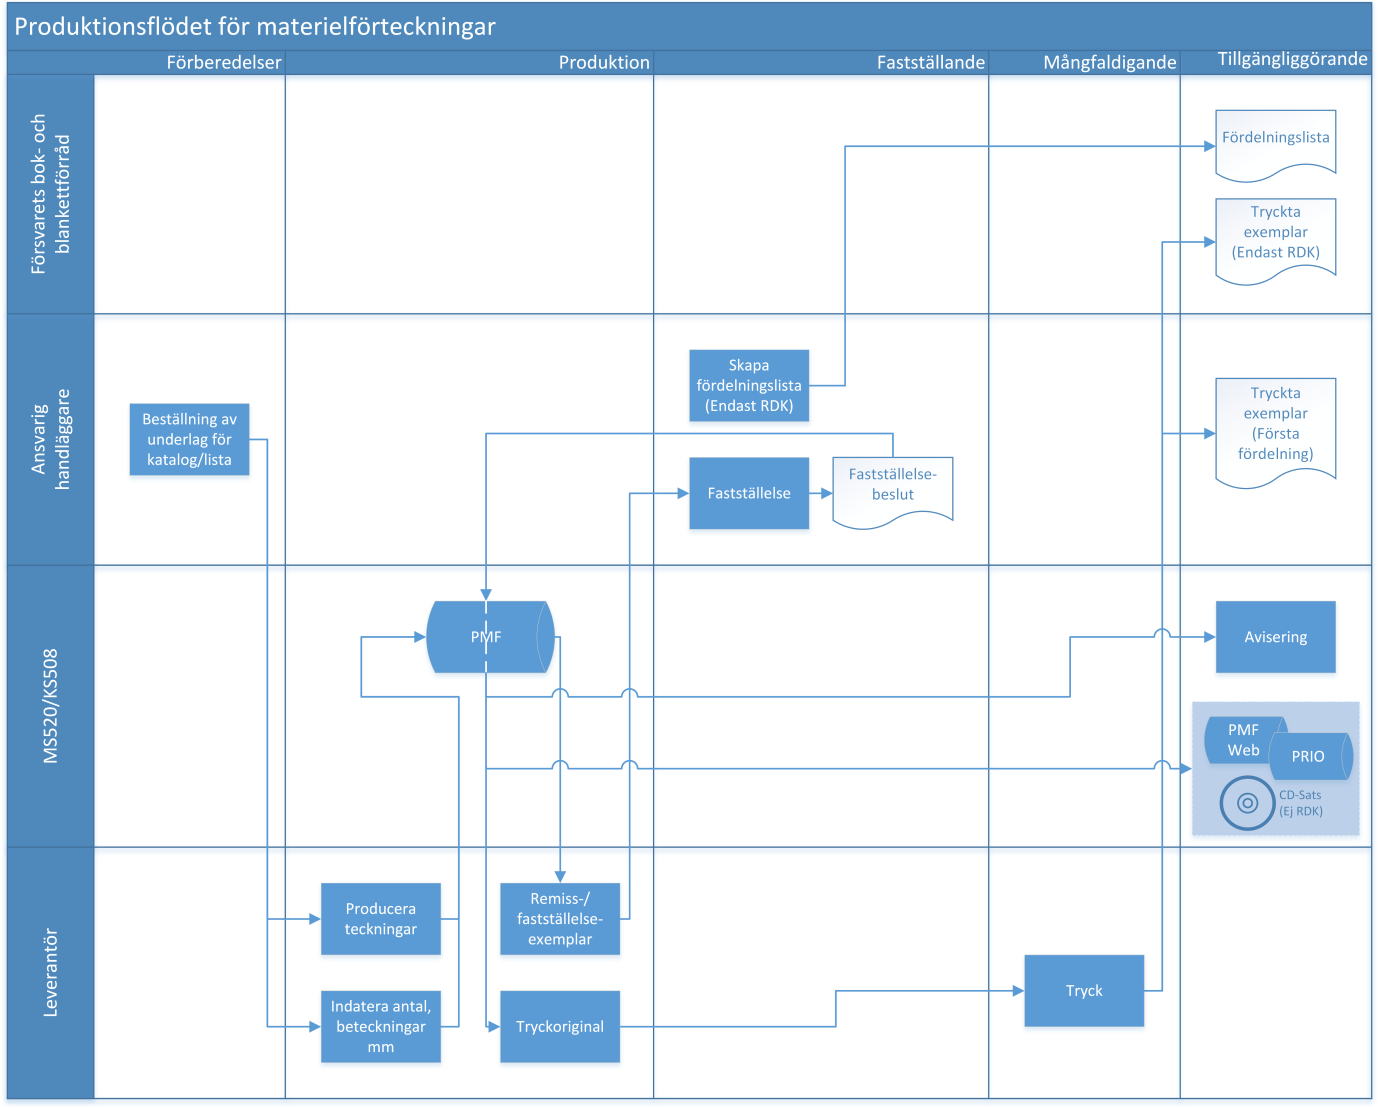 Produktionsflödet för materielförteckningar
Förberedelser
Produktion
Fastställande
Mångfaldigande
Tillgängliggörande
Försvarets bok- och
blankettförråd
Fördelningslista
Tryckta
exemplar
(Endast RDK)
Ansvarig
handläggare
Beställning av
underlag för
katalog/lista
Skapa
fördelningslista
(Endast RDK)
Fastställelse
Fastställelse-
beslut
Tryckta
exemplar
(Första
fördelning)
MS520/KS508
PMF
Avisering
PMF
Web
PRIO
CD-Sats
(Ej RDK)
Leverantör
Producera
teckningar
Remiss-/
fastställelse-
exemplar
Indatera antal,
beteckningar
mm
Tryckoriginal
Tryck